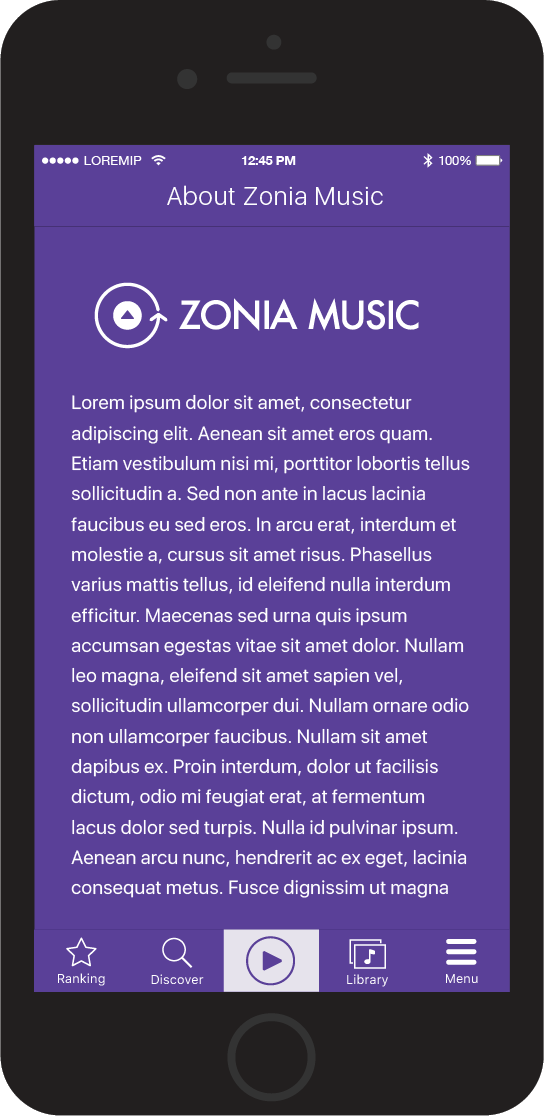 LOREMIP 12:45 PM 100%
About Zonia Music
ZONIA MUSIC
Lorem ipsum dolor sit amet, consectetur
adipiscing elit. Aenean sit amet eros quam.
Etiam vestibulum nisi mi, porttitor lobortis tellus
sollicitudin a. Sed non ante in lacus lacinia
faucibus eu sed eros. In arcu erat, interdum et
molestie a, cursus sit amet risus. Phasellus
varius mattis tellus, id eleifend nulla interdum
efficitur. Maecenas sed urna quis ipsum
accumsan egestas vitae sit amet dolor. Nullam
leo magna, eleifend sit amet sapien vel,
sollicitudin ullamcorper dui. Nullam ornare odio
non ullamcorper faucibus. Nullam sit amet
dapibus ex. Proin interdum, dolor ut facilisis
dictum, odio mi feugiat erat, at fermentum
lacus dolor sed turpis. Nulla id pulvinar ipsum.
Aenean arcu nunc, hendrerit ac ex eget, lacinia
consequat metus. Fusce dignissim ut magna
Ranking Discover Library Menu